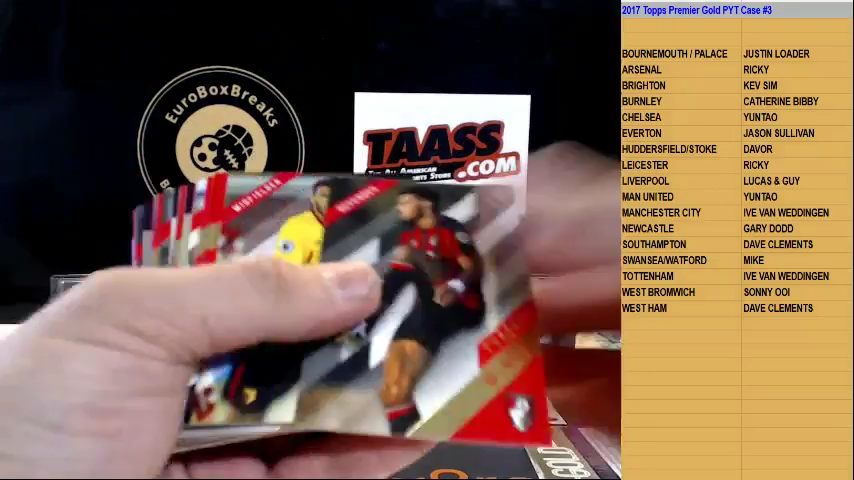 2017 Topps Premier Gold PYT Case #3
BOURNEMOUTH / PALACE JUSTIN LOADER
ARSENAL RICKY
BRIGHTON KEV SIM
BURNLEY CATHERINE BIBBY
CHELSEA YUNTAO
EVERTON JASON SULLIVAN
HUDDERSFIELD/STOKE DAVOR
LEICESTER RICKY
LIVERPOOL LUCAS & GUY
MAN UNITED YUNTAO
MANCHESTER CITY IVE VAN WEDDINGEN
NEWCASTLE GARY DODD
SOUTHAMPTON DAVE CLEMENTS
SWANSEA/WATFORD MIKE
TOTTENHAM IVE VAN WEDDINGEN
WEST BROMWICH SONNY OOI
WEST HAM DAVE CLEMENTS
EuroBoxBreaks
TAASS
.COM
MIDFIELDER
DEFENDER